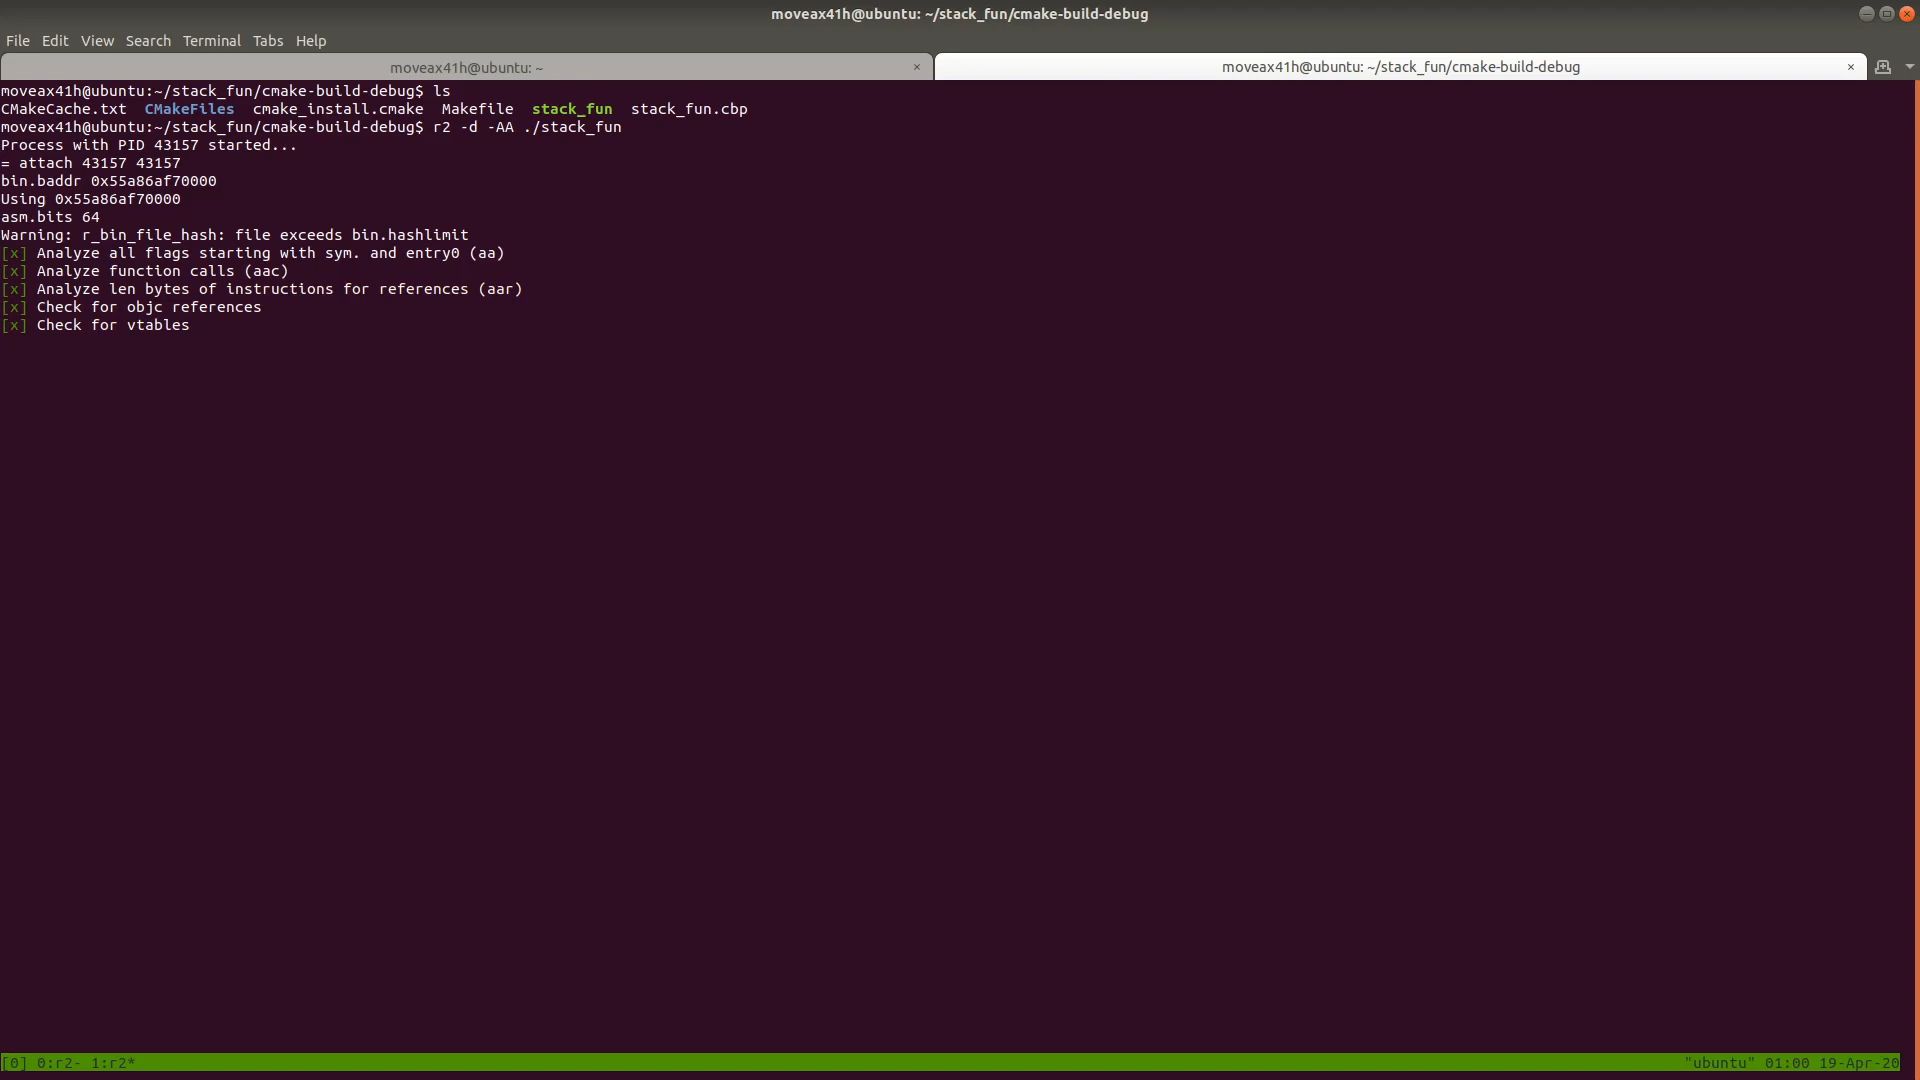 moveax41h@ubuntu: ~/stack_fun/cmake-build-debug
File Edit View Search Terminal Tabs Help
moveax41h@ubuntu: ~ × moveax41h@ubuntu: ~/stack_fun/cmake-build-debug ×
moveax41h@ubuntu:~/stack_fun/cmake-build-debug$ ls
CMakeCache.txt  CMakeFiles  cmake_install.cmake  Makefile  stack_fun  stack_fun.cbp
moveax41h@ubuntu:~/stack_fun/cmake-build-debug$ r2 -d -AA ./stack_fun
Process with PID 43157 started...
= attach 43157 43157
bin.baddr 0x55a86af70000
Using 0x55a86af70000
asm.bits 64
Warning: r_bin_file_hash: file exceeds bin.hashlimit
[x] Analyze all flags starting with sym. and entry0 (aa)
[x] Analyze function calls (aac)
[x] Analyze len bytes of instructions for references (aar)
[x] Check for objc references
[x] Check for vtables
[0] 0:r2- 1:r2* "ubuntu" 01:00 19-Apr-20